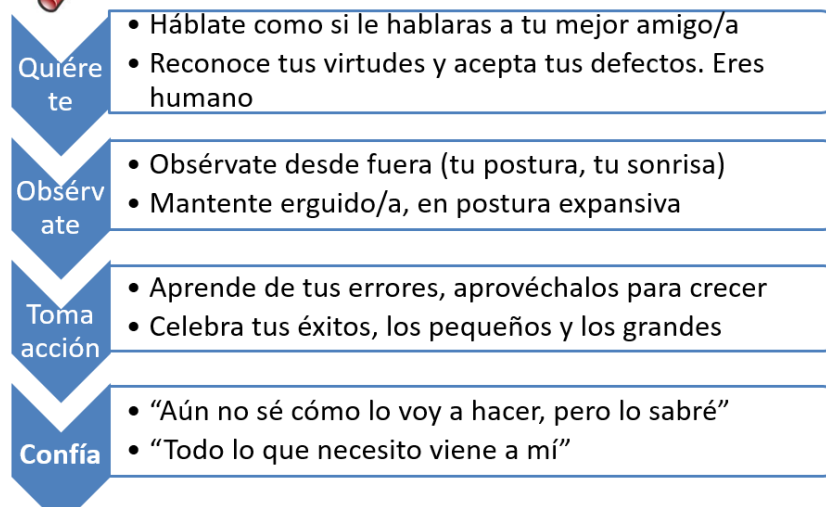 Quiére
te
• Háblate como si le hablaras a tu mejor amigo/a
• Reconoce tus virtudes y acepta tus defectos. Eres
humano
Obsérv
ate
• Obsérvate desde fuera (tu postura, tu sonrisa)
• Mantente erguido/a, en postura expansiva
Toma
acción
• Aprende de tus errores, aprovéchalos para crecer
• Celebra tus éxitos, los pequeños y los grandes
Confía
• “Aún no sé cómo lo voy a hacer, pero lo sabré”
• “Todo lo que necesito viene a mí”